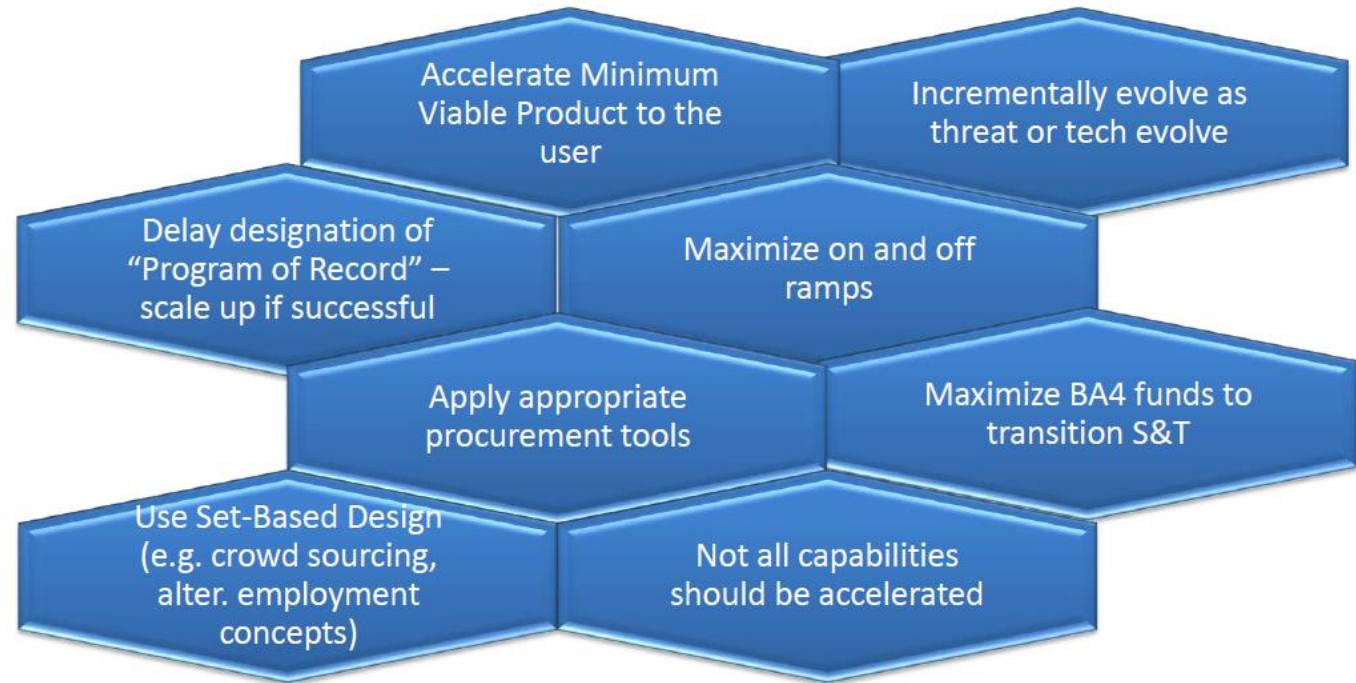 Accelerate Minimum
Viable Product to the
user
Incrementally evolve as
threat or tech evolve
Delay designation of
“Program of Record” –
scale up if successful
Maximize on and off
ramps
Apply appropriate
procurement tools
Maximize BA4 funds to
transition S&T
Use Set-Based Design
(e.g. crowd sourcing,
alter. employment
concepts)
Not all capabilities
should be accelerated